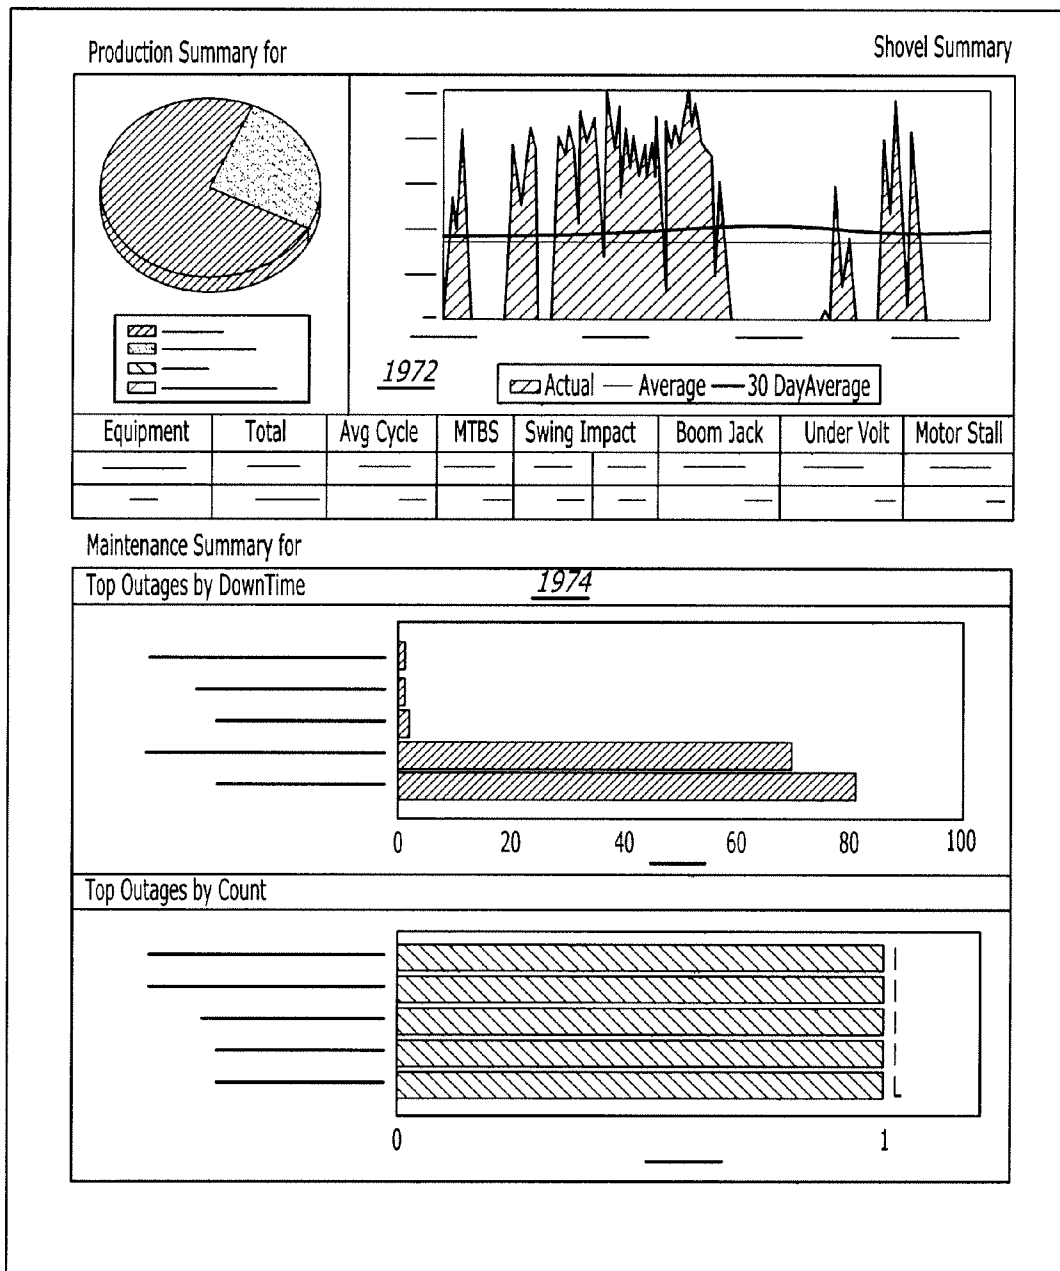 Production Summary for
Shovel Summary
1972
Actual Average 30 DayAverage
Equipment Total Avg Cycle MTBS Swing Impact Boom Jack Under Volt Motor Stall
Maintenance Summary for
Top Outages by DownTime
1974
0 20 40 60 80 100
Top Outages by Count
0 1